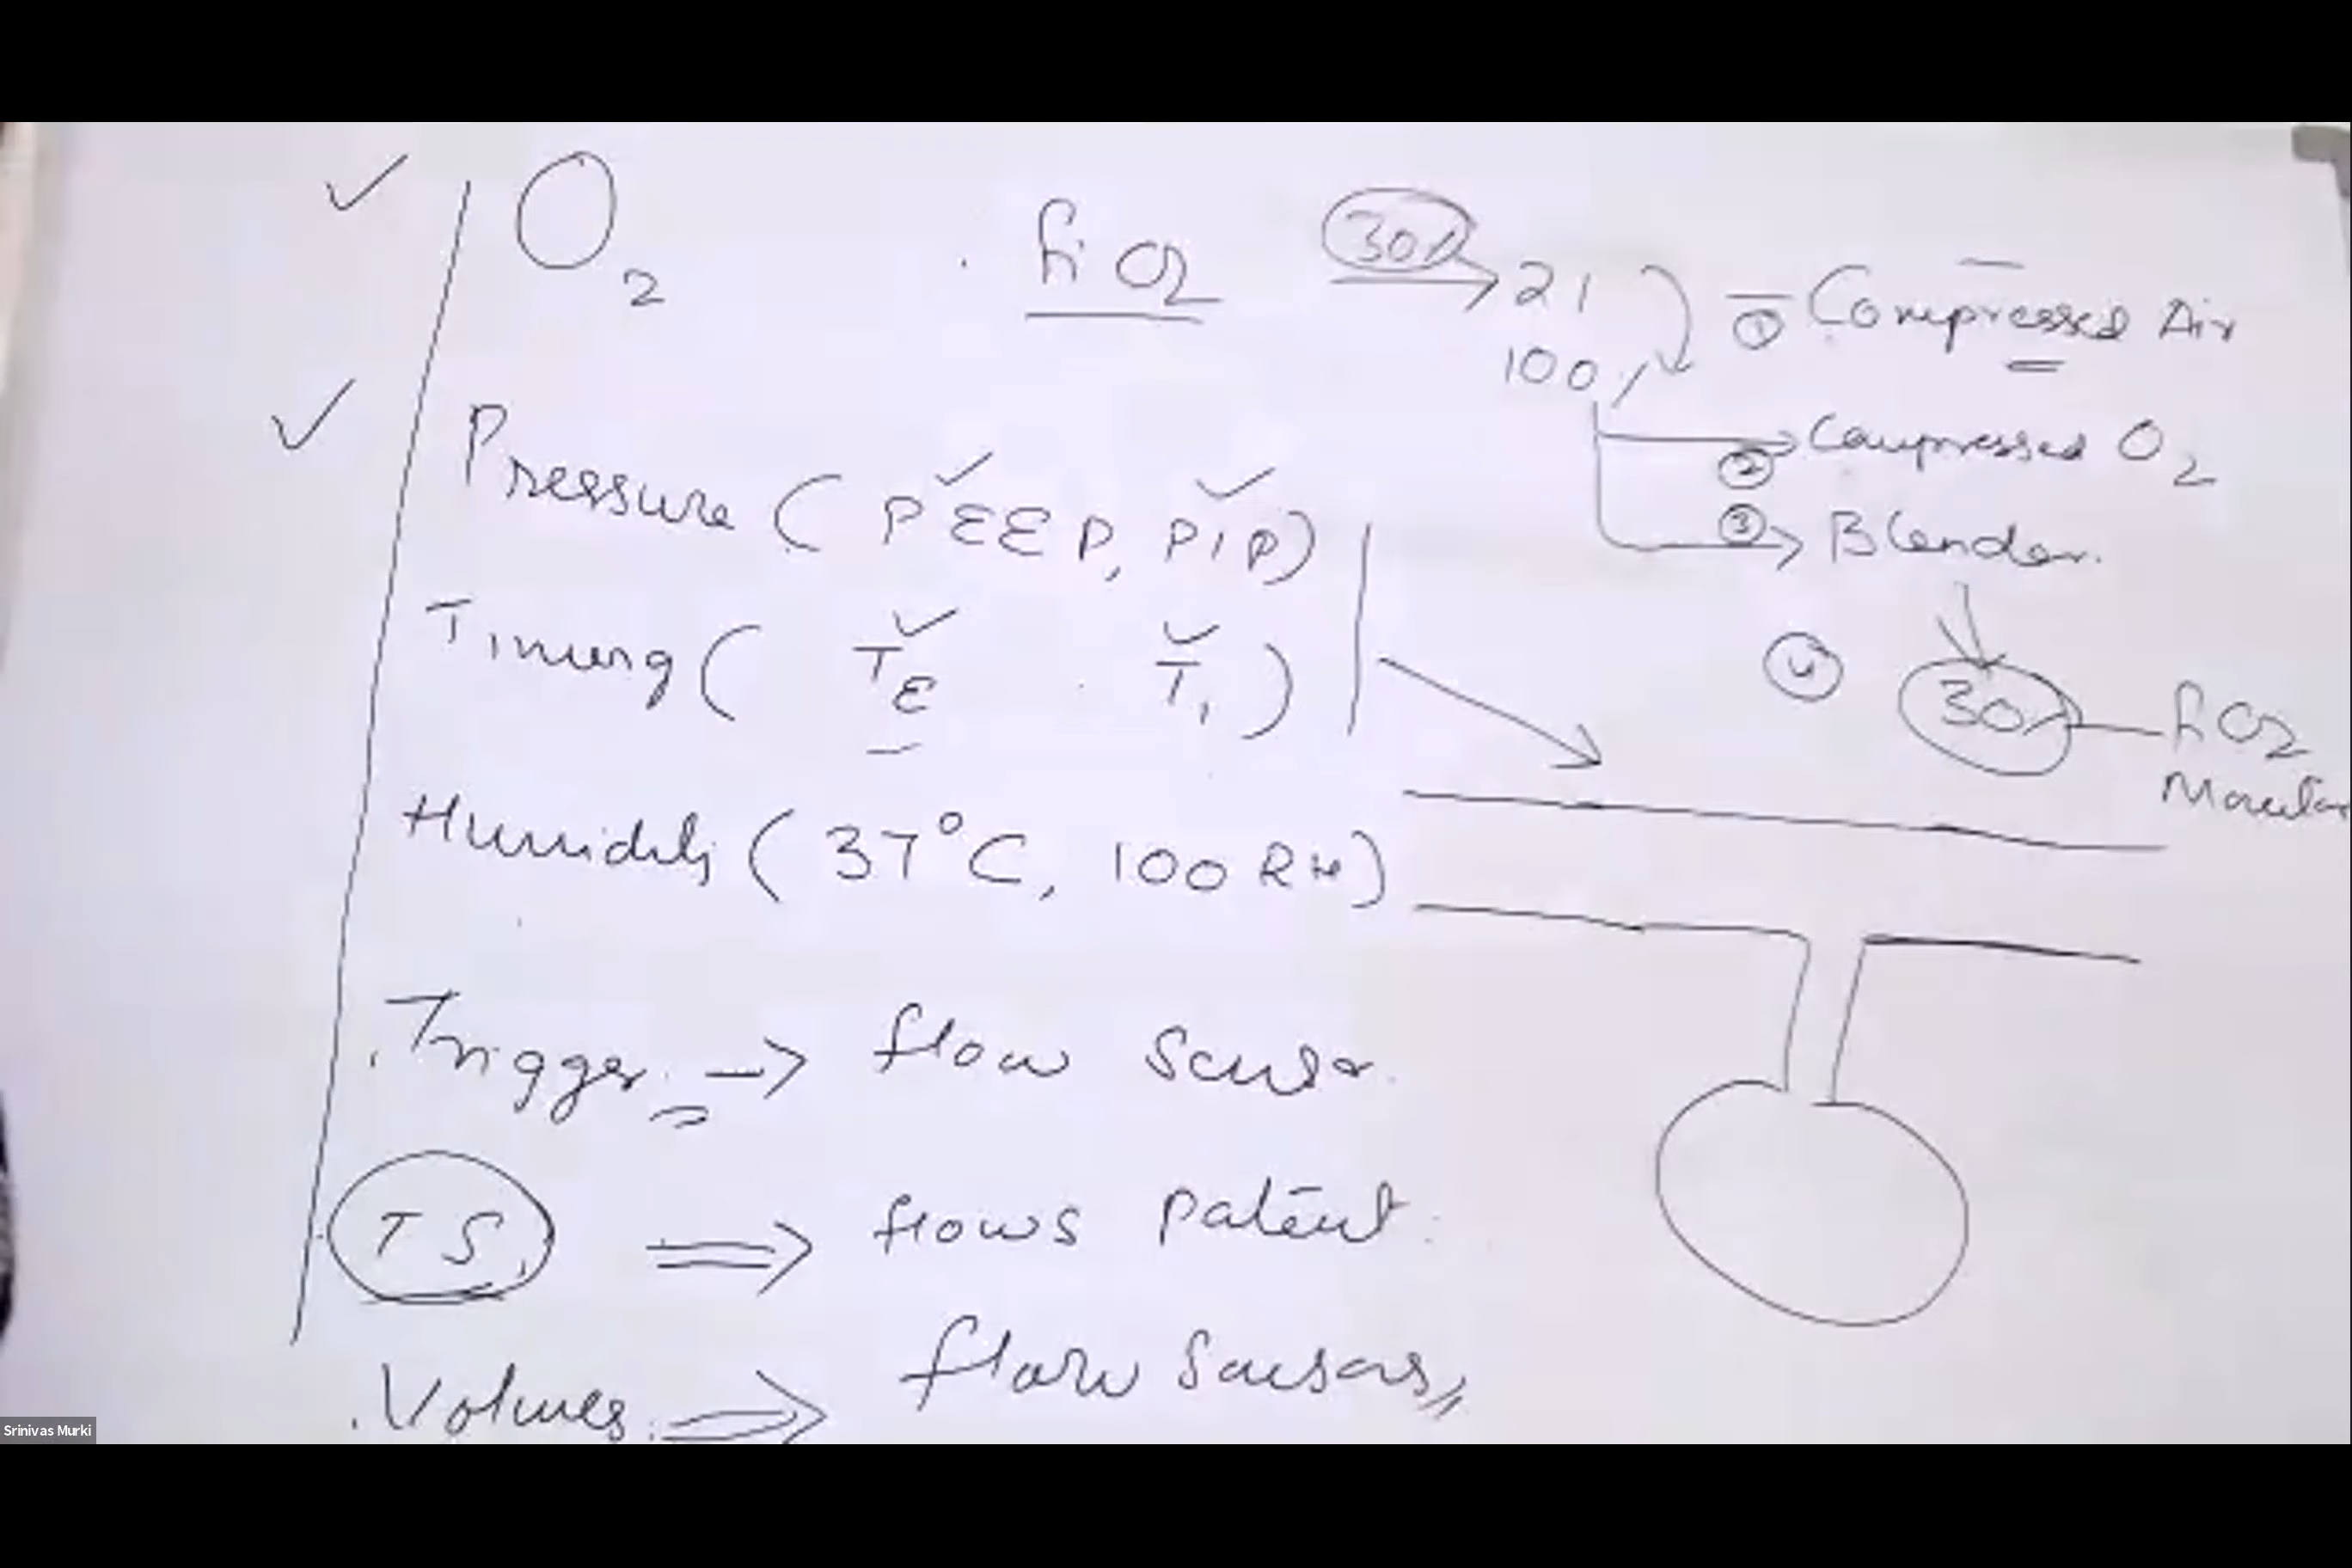 O2
FiO2 30% 21 100%
① Compressed Air
② Compressed O2
③ Blender
④ 30% FiO2
Pressure (PEEP, PIP)
Timing (TE TI)
Humidity (37°C, 100 RH)
Trigger → flow sensor
TS ⇒ flows patient
Volumes ⇒ flow sensors
Srinivas Murki